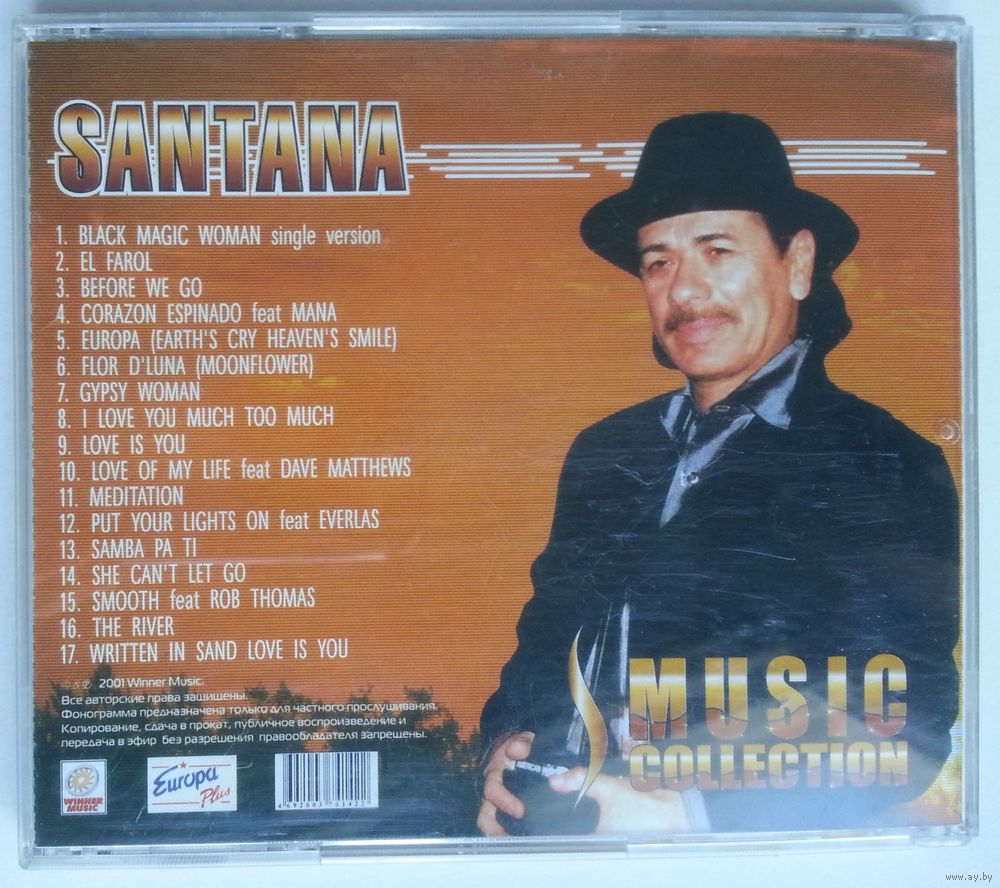 SANTANA
1. BLACK MAGIC WOMAN single version
2. EL FAROL
3. BEFORE WE GO
4. CORAZON ESPINADO feat MANA
5. EUROPA (EARTH'S CRY HEAVEN'S SMILE)
6. FLOR D'LUNA (MOONFLOWER)
7. GYPSY WOMAN
8. I LOVE YOU MUCH TOO MUCH
9. LOVE IS YOU
10. LOVE OF MY LIFE feat DAVE MATTHEWS
11. MEDITATION
12. PUT YOUR LIGHTS ON feat EVERLAS
13. SAMBA PA TI
14. SHE CAN'T LET GO
15. SMOOTH feat ROB THOMAS
16. THE RIVER
17. WRITTEN IN SAND LOVE IS YOU
2001 Winner Music.
Все авторские права защищены.
Фонограмма предназначена только для частного прослушивания.
Копирование, сдача в прокат, публичное воспроизведение и
передача в эфир без разрешения правообладателя запрещены.
WINNER
MUSIC
Europa
Plus
MUSIC
COLLECTION
www.ay.by